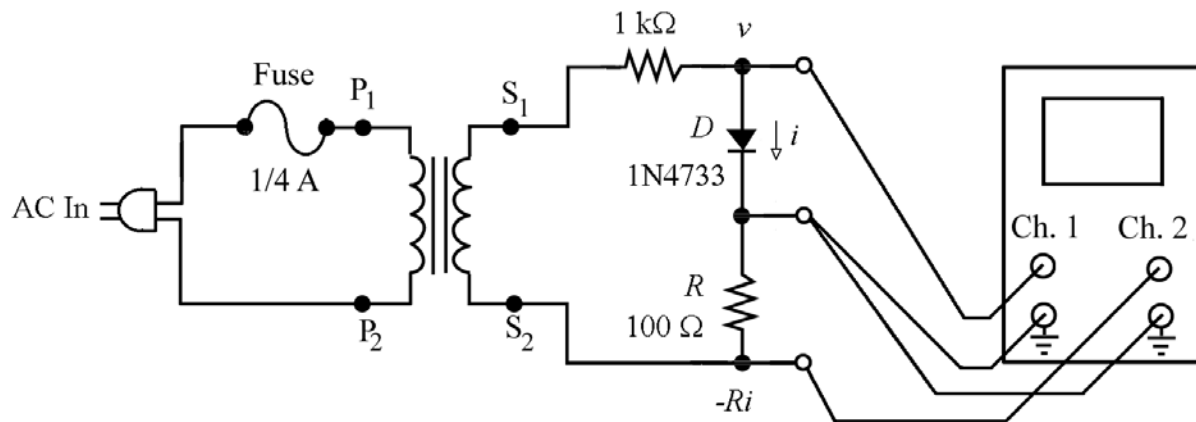 1 kΩ
v
Fuse
P1
S1
D
i
1/4 A
1N4733
AC In
Ch. 1
Ch. 2
R
100 Ω
P2
S2
-Ri